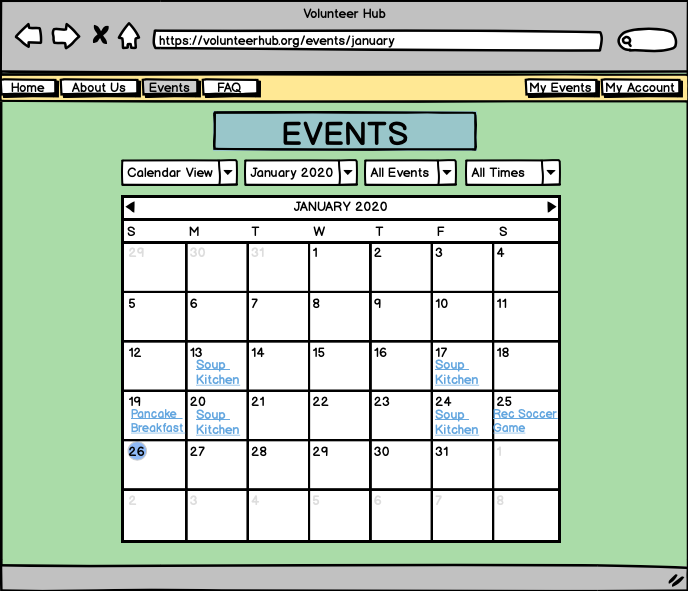 Volunteer Hub
https://volunteerhub.org/events/january
Home About Us Events FAQ My Events My Account
EVENTS
Calendar View January 2020 All Events All Times
JANUARY 2020
S M T W T F S
29 30 31 1 2 3 4
5 6 7 8 9 10 11
12 13 14 15 16 17 18
Soup Soup
Kitchen Kitchen
19 20 21 22 23 24 25
Pancake Soup Soup Rec Soccer
Breakfast Kitchen Kitchen Game
26 27 28 29 30 31 1
2 3 4 5 6 7 8